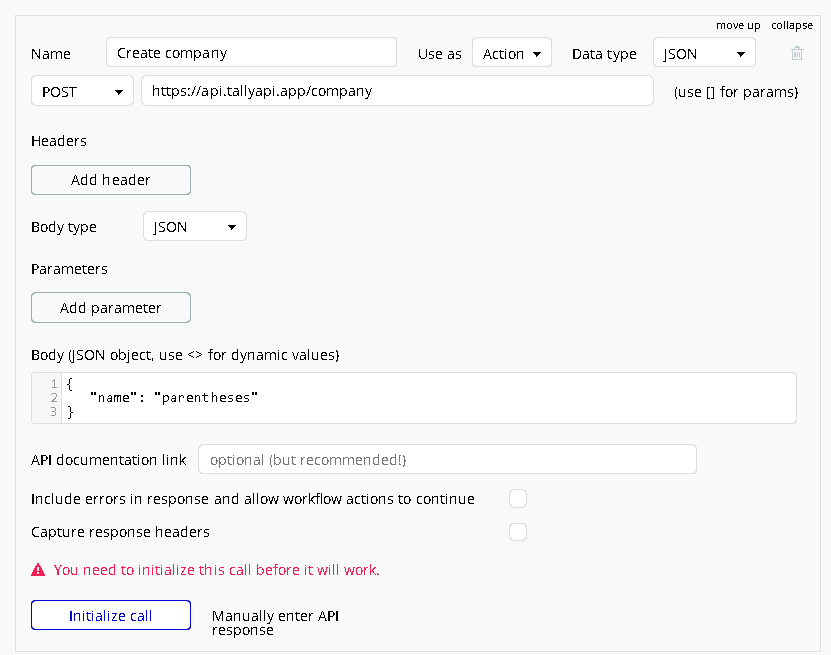 move up collapse
Name Create company Use as Action Data type JSON
POST https://api.tallyapi.app/company (use [] for params)
Headers
Add header
Body type JSON
Parameters
Add parameter
Body (JSON object, use <> for dynamic values)
1 {
2 "name": "parentheses"
3 }
API documentation link optional (but recommended!)
Include errors in response and allow workflow actions to continue
Capture response headers
You need to initialize this call before it will work.
Initialize call Manually enter API
response